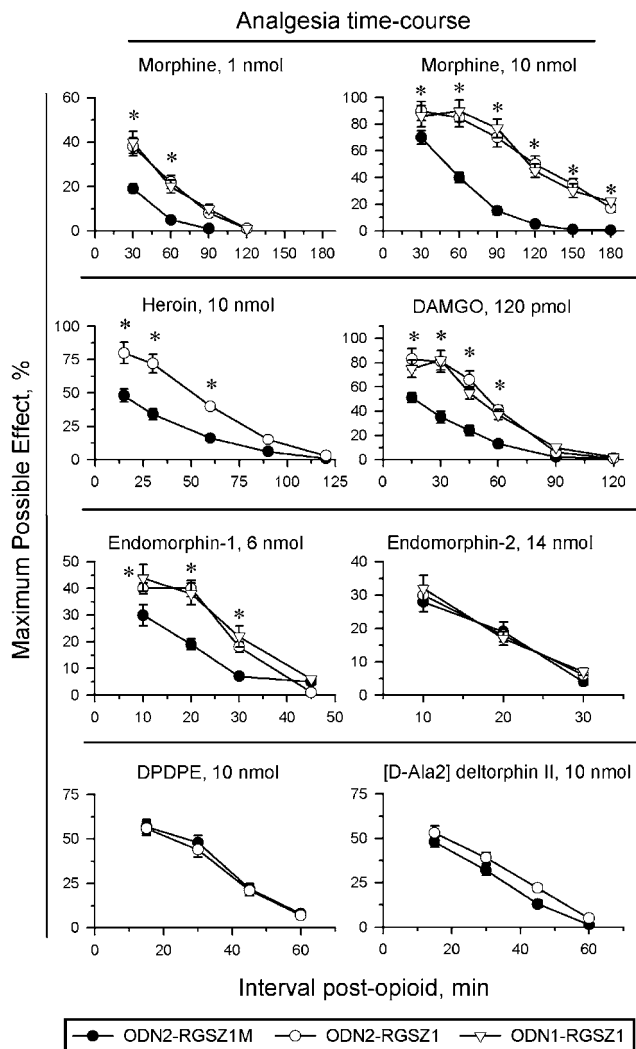 Analgesia time-course
Maximum Possible Effect, %
Morphine, 1 nmol
60
40
20
0
* *
0 30 60 90 120 150 180
Morphine, 10 nmol
100
80
60
40
20
0
* * * * * *
0 30 60 90 120 150 180
Heroin, 10 nmol
100
75
50
25
0
* * *
0 25 50 75 100 125
DAMGO, 120 pmol
100
80
60
40
20
0
* * * *
0 15 30 45 60 75 90 105 120
Endomorphin-1, 6 nmol
50
40
30
20
10
0
* * *
0 10 20 30 40 50
Endomorphin-2, 14 nmol
40
30
20
10
0
10 20 30
DPDPE, 10 nmol
75
50
25
0
0 20 40 60
[D-Ala2] deltorphin II, 10 nmol
75
50
25
0
0 20 40 60
Interval post-opioid, min
ODN2-RGSZ1M ODN2-RGSZ1 ODN1-RGSZ1